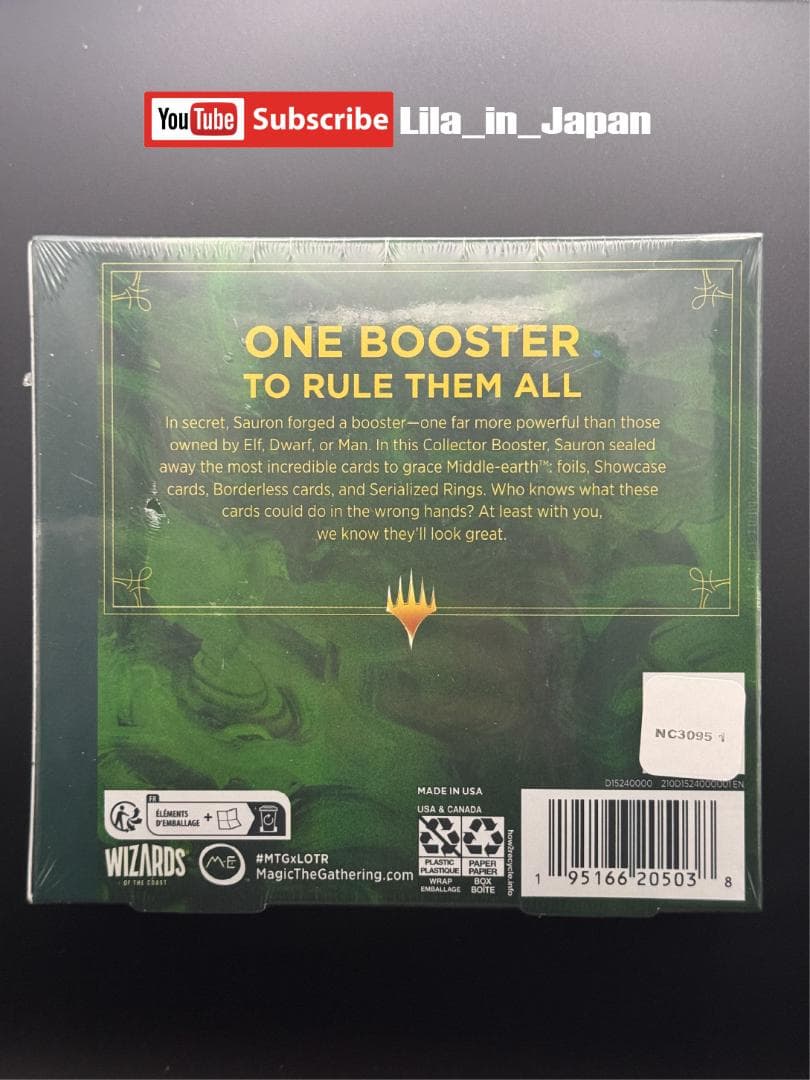 YouTube Subscribe Lila_in_Japan
ONE BOOSTER
TO RULE THEM ALL
In secret, Sauron forged a booster—one far more powerful than those
owned by Elf, Dwarf, or Man. In this Collector Booster, Sauron sealed
away the most incredible cards to grace Middle-earth™: foils, Showcase
cards, Borderless cards, and Serialized Rings. Who knows what these
cards could do in the wrong hands? At least with you,
we know they'll look great.
NC3095 1
D15240000 210D15240000001EN
MADE IN USA
USA & CANADA
FR
ÉLÉMENTS
D'EMBALLAGE +
WIZARDS
OF THE COAST
M-E
#MTGxLOTR
MagicTheGathering.com
PLASTIC
PLASTIQUE
WRAP
EMBALLAGE
PAPER
PAPIER
BOX
BOÎTE
how2recycle.info
1 95166 20503 8